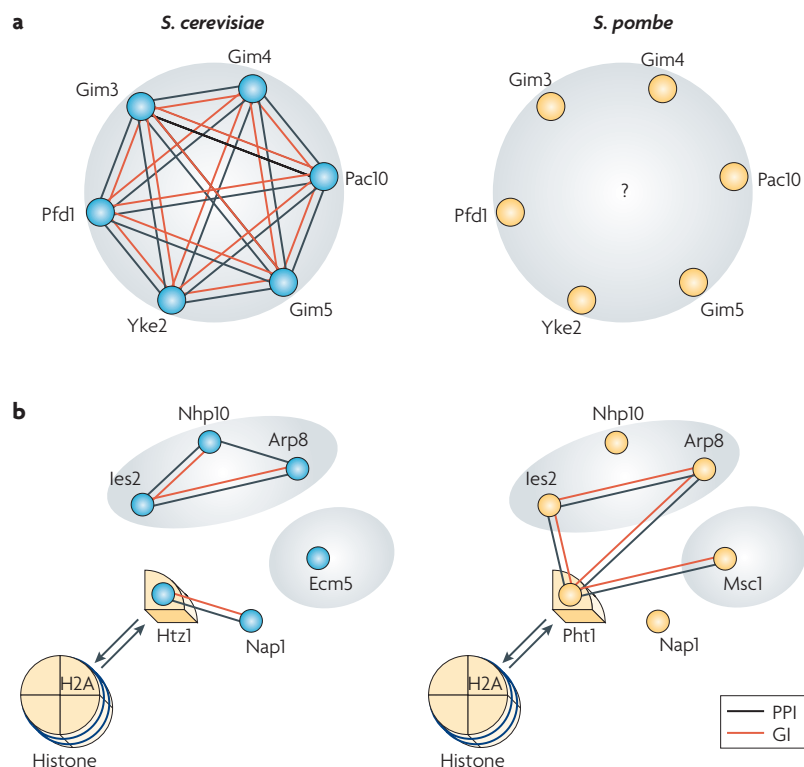 a
S. cerevisiae
S. pombe
Gim4
Gim3
Pac10
Pfd1
Gim5
Yke2
Gim4
Gim3
Pac10
Pfd1
?
Gim5
Yke2
b
Nhp10
Arp8
Ies2
Ecm5
Htz1
Nap1
H2A
Histone
Nhp10
Arp8
Ies2
Msc1
Pht1
Nap1
H2A
Histone
PPI
GI